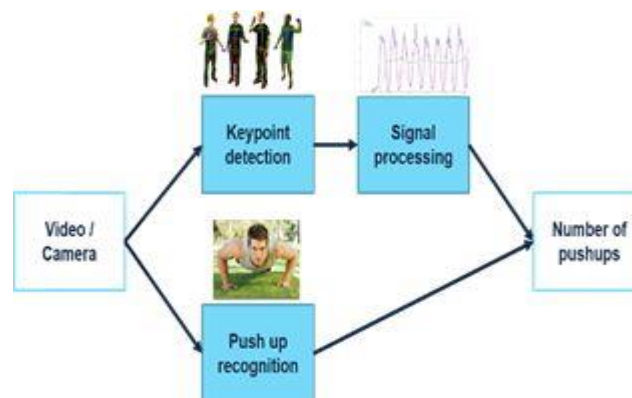 Keypoint
detection
Signal
processing
Video /
Camera
Number of
pushups
Push up
recognition